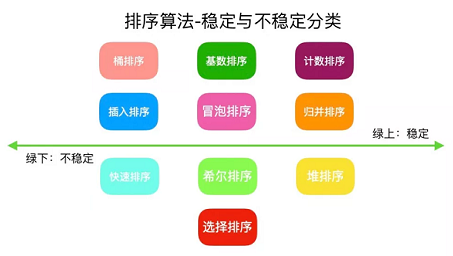 排序算法-稳定与不稳定分类
桶排序
基数排序
计数排序
插入排序
冒泡排序
归并排序
绿上：稳定
绿下：不稳定
快速排序
希尔排序
堆排序
选择排序